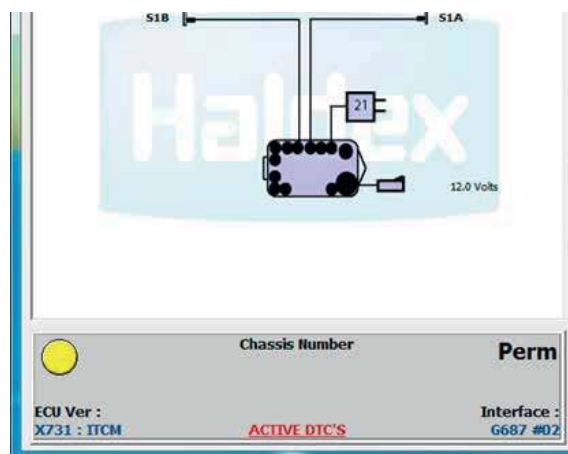 S1B
S1A
21
Haldex
12.0 Volts
Chassis Number
Perm
ECU Ver :
Interface :
X731 : ITCM
ACTIVE DTC'S
G687 #02